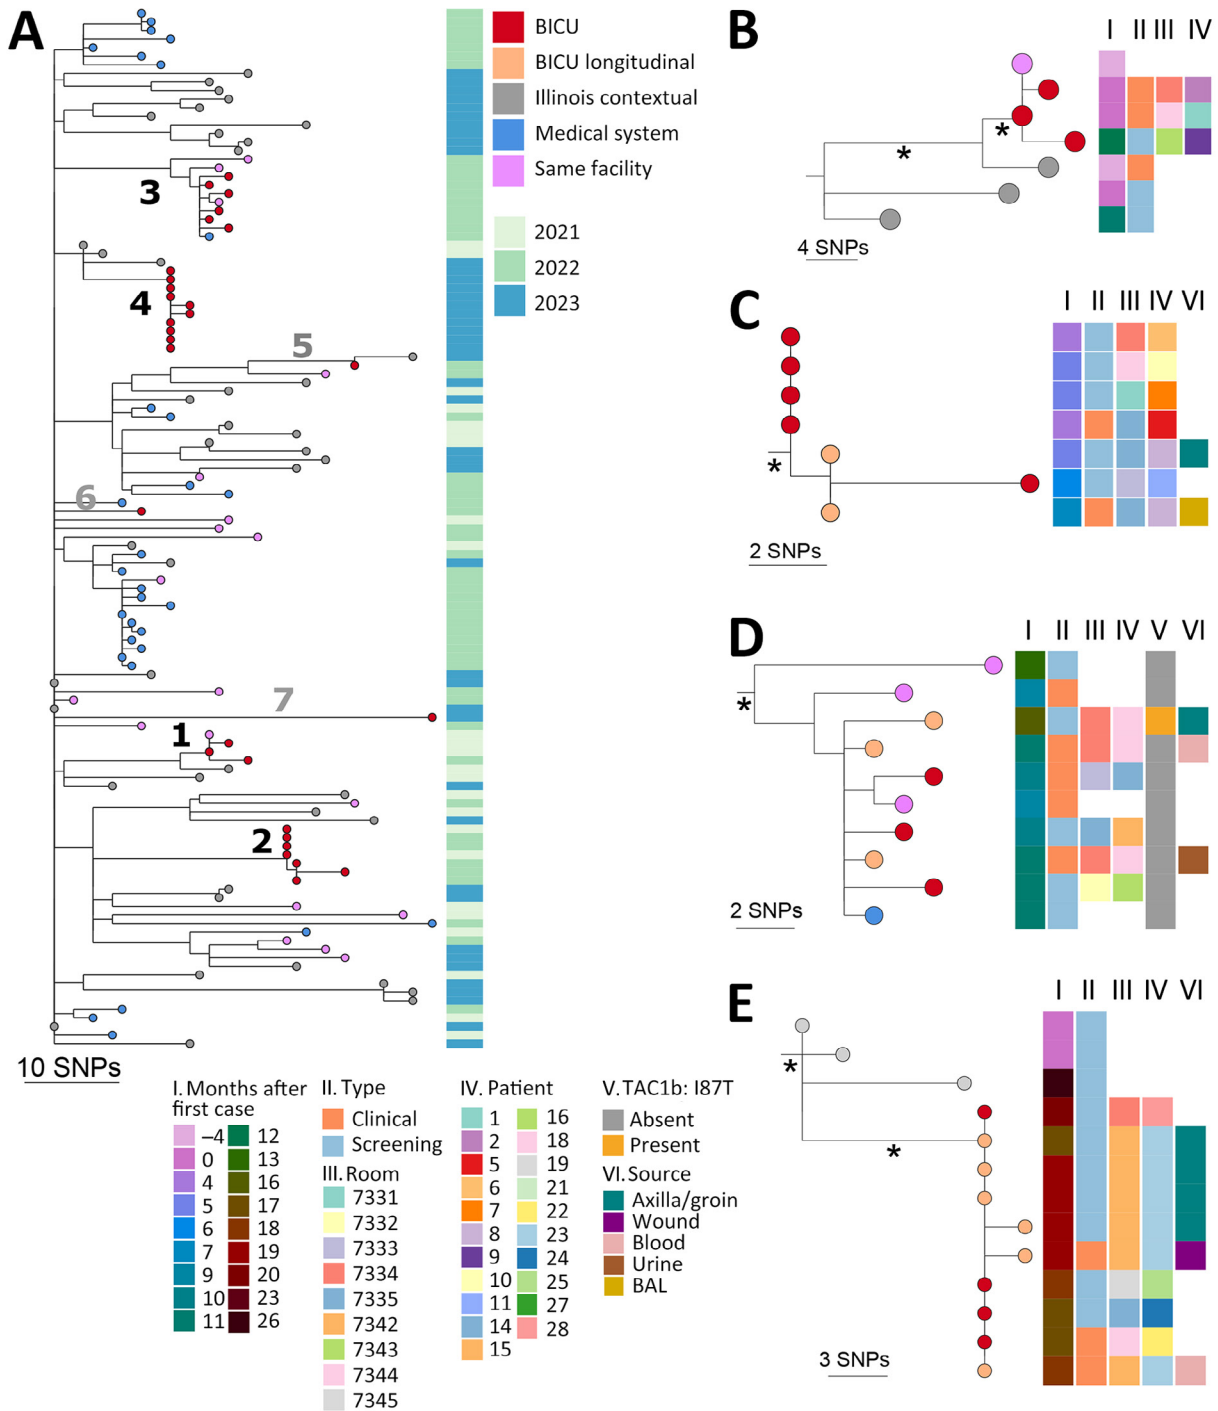 A
BICU
BICU longitudinal
Illinois contextual
Medical system
Same facility
2021
2022
2023
3
4
5
6
7
1
2
10 SNPs
B
I II III IV
4 SNPs
*
*
C
I II III IV VI
*
2 SNPs
D
I II III IV V VI
*
2 SNPs
E
I II III IV VI
*
*
3 SNPs
I. Months after
first case
–4
0
4
5
6
7
9
10
11
12
13
16
17
18
19
20
23
26
II. Type
Clinical
Screening
III. Room
7331
7332
7333
7334
7335
7342
7343
7344
7345
IV. Patient
1
2
5
6
7
8
9
10
11
14
15
16
18
19
21
22
23
24
25
27
28
V. TAC1b: I87T
Absent
Present
VI. Source
Axilla/groin
Wound
Blood
Urine
BAL